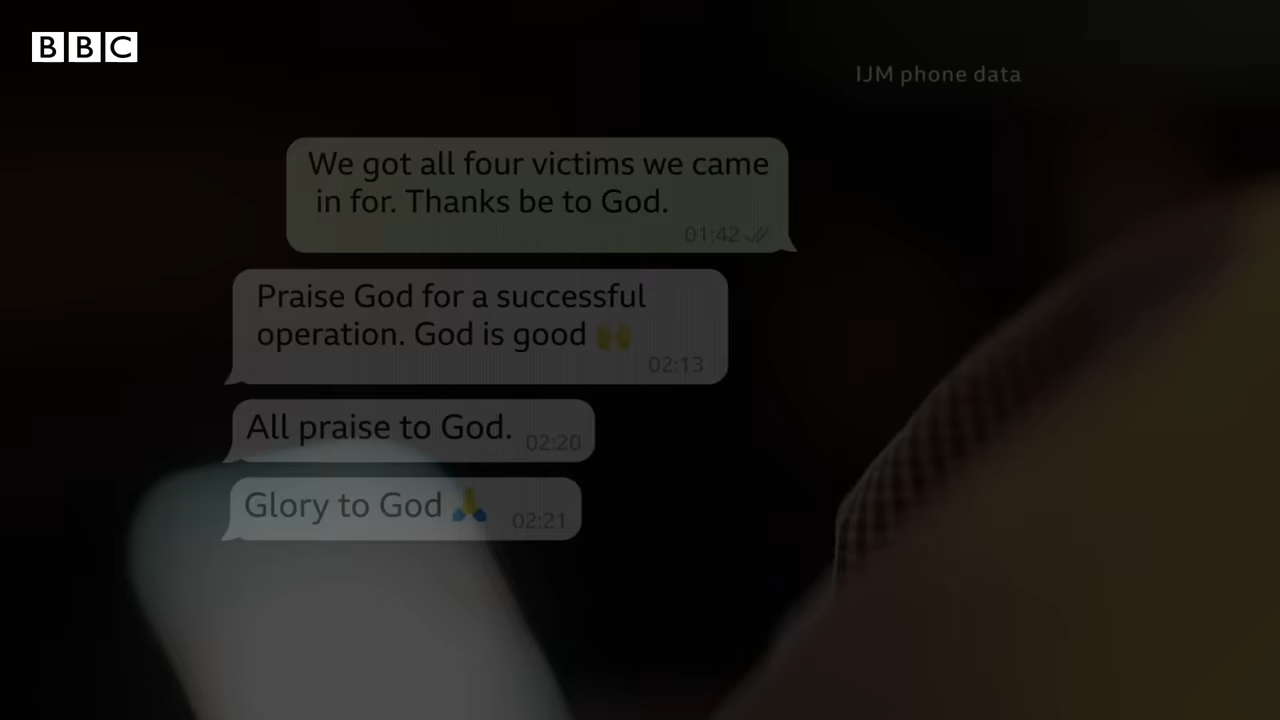 BBC
IJM phone data
We got all four victims we came
in for. Thanks be to God.
01:42
Praise God for a successful
operation. God is good 🙌
02:13
All praise to God. 02:20
Glory to God 🙏 02:21